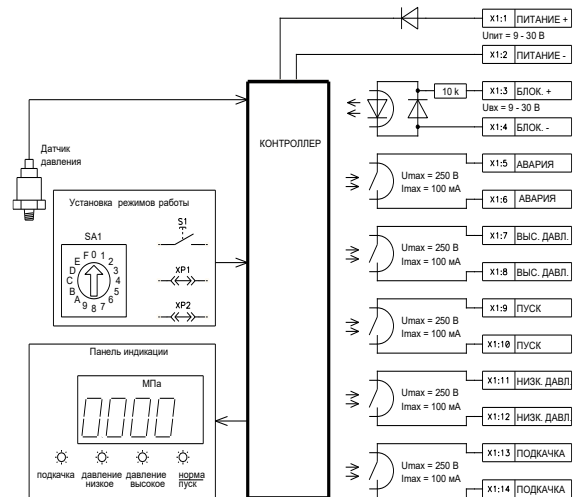 X1:1 ПИТАНИЕ +
Uпит = 9 - 30 В
X1:2 ПИТАНИЕ -
10 k
X1:3 БЛОК. +
Uвх = 9 - 30 В
X1:4 БЛОК. -
КОНТРОЛЛЕР
Датчик
давления
X1:5 АВАРИЯ
Umax = 250 В
Imax = 100 мА
X1:6 АВАРИЯ
Установка режимов работы
S1
SA1
F 0 1 2 3 4 5 6 7 8 9 A B C D E
XP1
XP2
X1:7 ВЫС. ДАВЛ.
Umax = 250 В
Imax = 100 мА
X1:8 ВЫС. ДАВЛ.
X1:9 ПУСК
Umax = 250 В
Imax = 100 мА
X1:10 ПУСК
Панель индикации
МПа
0000
подкачка
давление
низкое
давление
высокое
норма
пуск
X1:11 НИЗК. ДАВЛ.
Umax = 250 В
Imax = 100 мА
X1:12 НИЗК. ДАВЛ.
X1:13 ПОДКАЧКА
Umax = 250 В
Imax = 100 мА
X1:14 ПОДКАЧКА